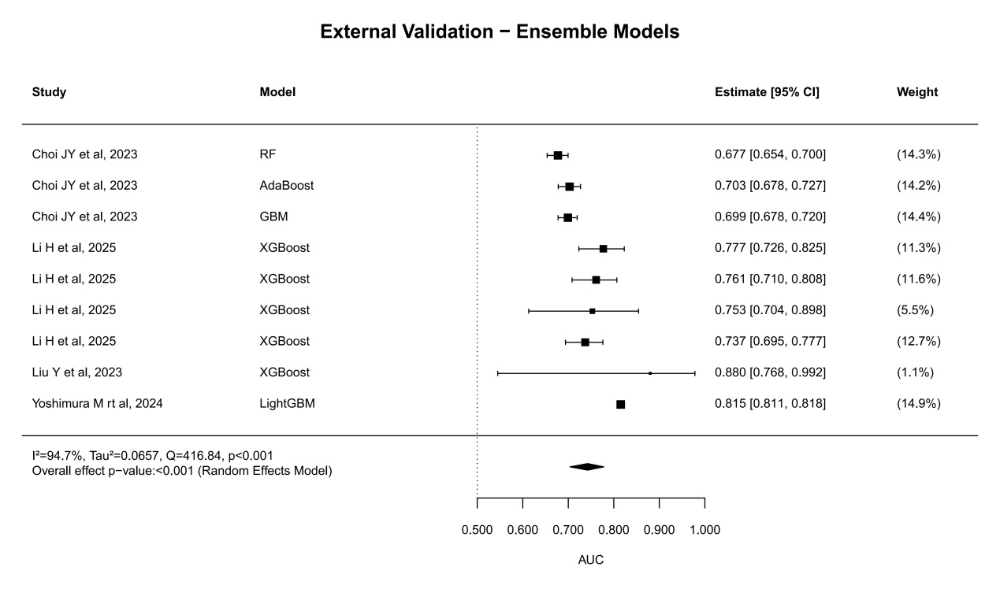 External Validation − Ensemble Models
Study Model Estimate [95% CI] Weight
Choi JY et al, 2023 RF 0.677 [0.654, 0.700] (14.3%)
Choi JY et al, 2023 AdaBoost 0.703 [0.678, 0.727] (14.2%)
Choi JY et al, 2023 GBM 0.699 [0.678, 0.720] (14.4%)
Li H et al, 2025 XGBoost 0.777 [0.726, 0.825] (11.3%)
Li H et al, 2025 XGBoost 0.761 [0.710, 0.808] (11.6%)
Li H et al, 2025 XGBoost 0.753 [0.704, 0.898] (5.5%)
Li H et al, 2025 XGBoost 0.737 [0.695, 0.777] (12.7%)
Liu Y et al, 2023 XGBoost 0.880 [0.768, 0.992] (1.1%)
Yoshimura M rt al, 2024 LightGBM 0.815 [0.811, 0.818] (14.9%)
I²=94.7%, Tau²=0.0657, Q=416.84, p<0.001
Overall effect p−value:<0.001 (Random Effects Model)
0.500 0.600 0.700 0.800 0.900 1.000
AUC